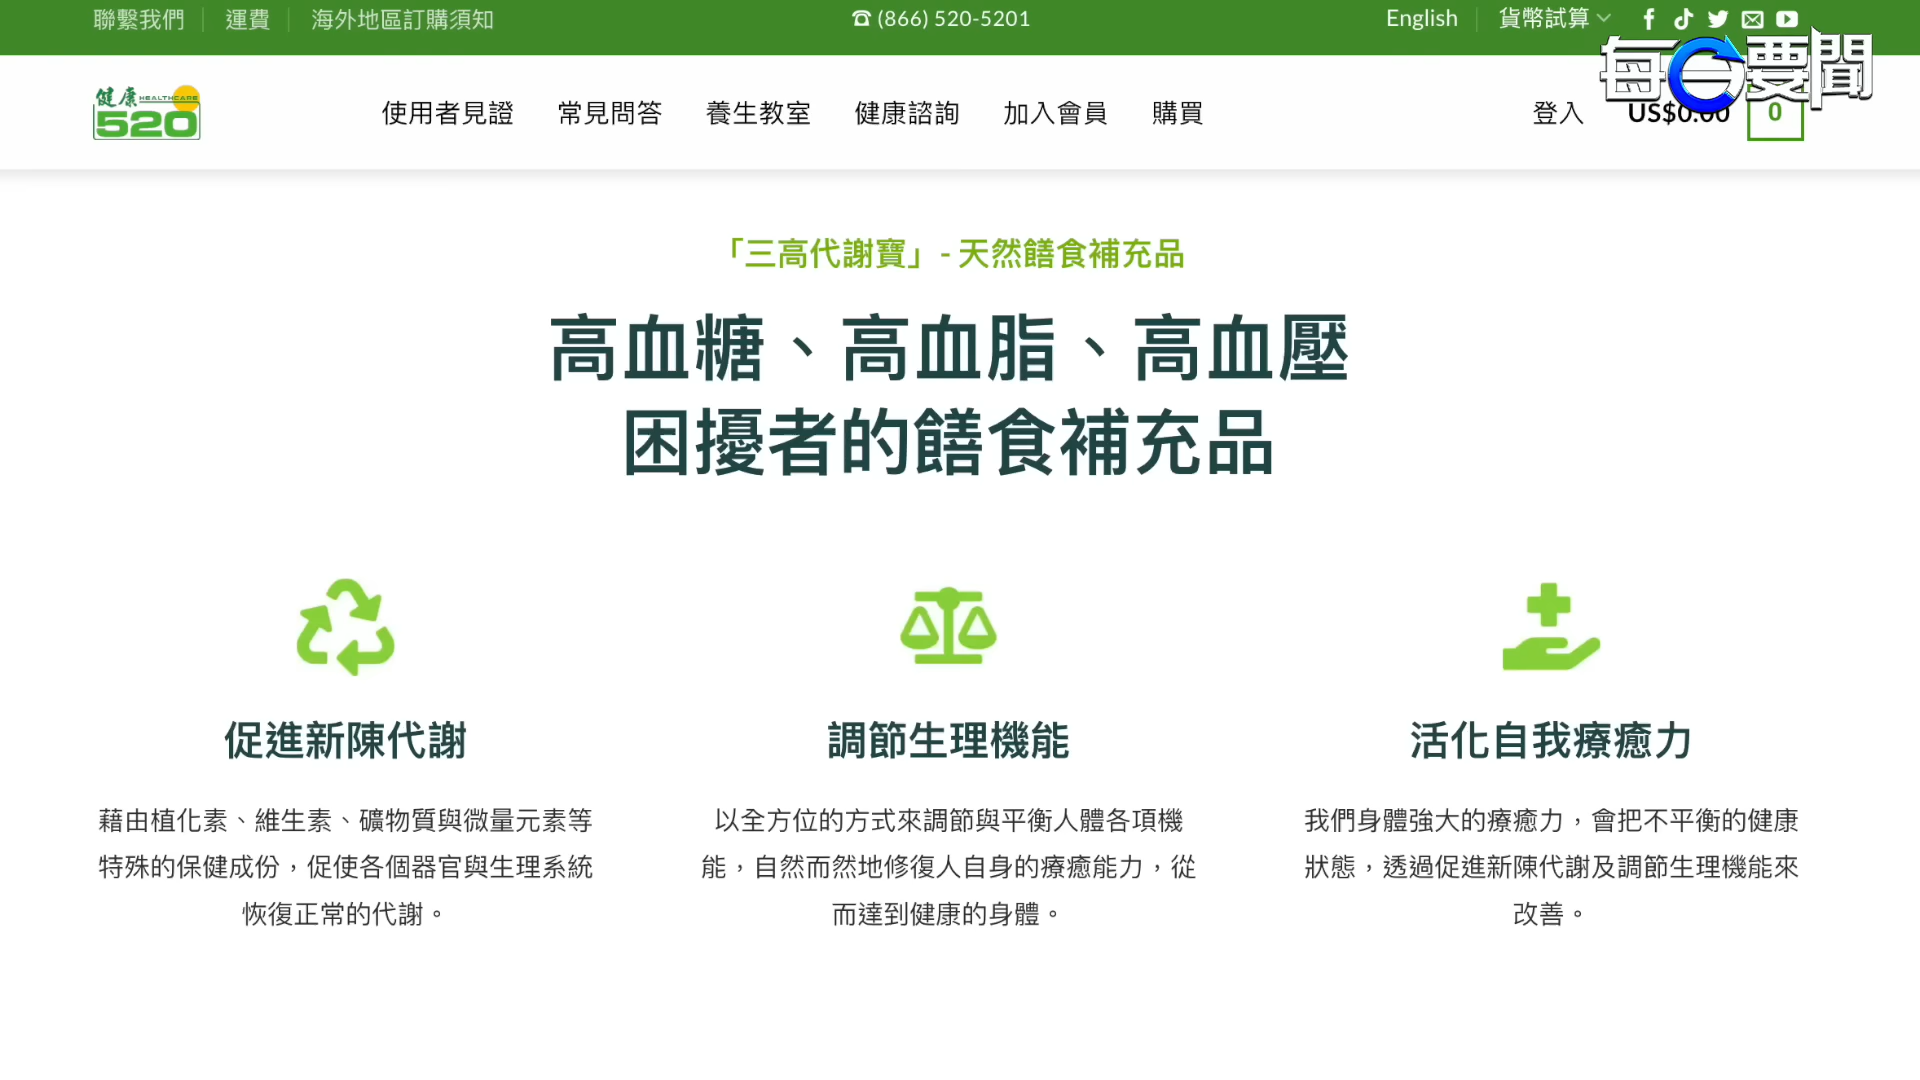 聯繫我們
運費
海外地區訂購須知
☎ (866) 520-5201
English
貨幣試算
每日要聞
健康 HEALTHCARE
520
使用者見證
常見問答
養生教室
健康諮詢
加入會員
購買
登入
US$0.00
0
「三高代謝寶」- 天然饍食補充品
高血糖、高血脂、高血壓
困擾者的饍食補充品
促進新陳代謝
藉由植化素、維生素、礦物質與微量元素等
特殊的保健成份，促使各個器官與生理系統
恢復正常的代謝。
調節生理機能
以全方位的方式來調節與平衡人體各項機
能，自然而然地修復人自身的療癒能力，從
而達到健康的身體。
活化自我療癒力
我們身體強大的療癒力，會把不平衡的健康
狀態，透過促進新陳代謝及調節生理機能來
改善。